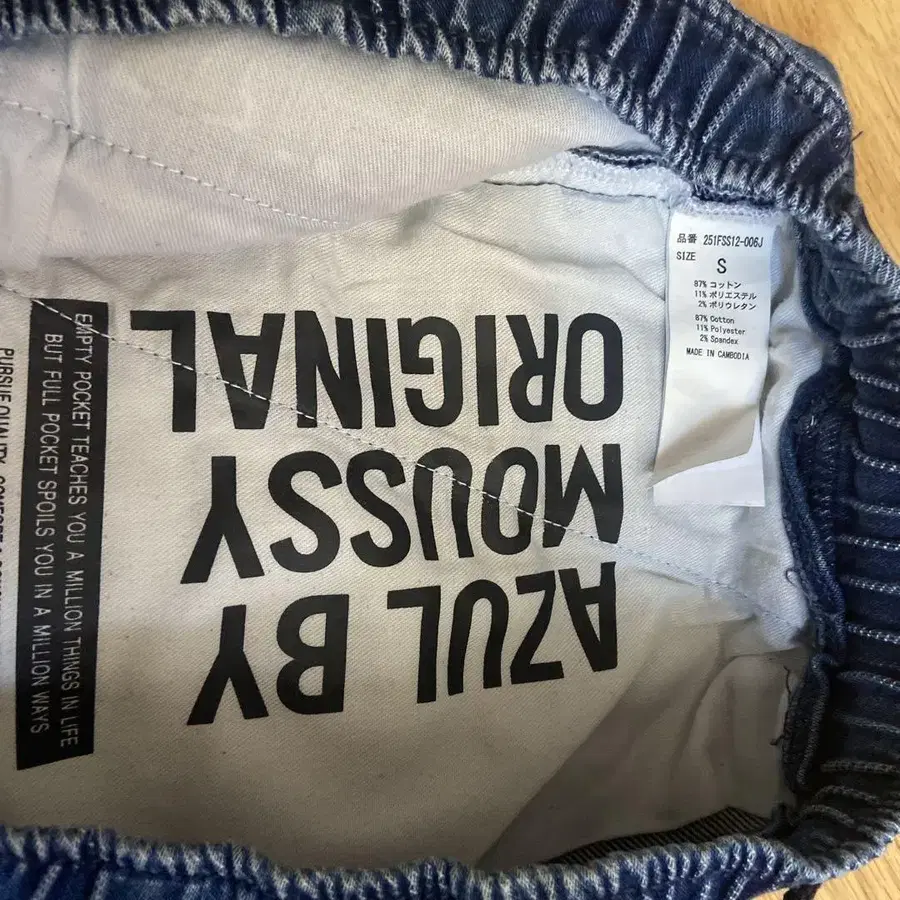 AZUL BY
MOUSSY
ORIGINAL
EMPTY POCKET TEACHES YOU A MILLION THINGS IN LIFE
BUT FULL POCKET SPOILS YOU IN A MILLION WAYS
PURSUE QUALITY
品番 251FSS12-006J
SIZE S
87% コットン
11% ポリエステル
2% ポリウレタン
87% Cotton
11% Polyester
2% Spandex
MADE IN CAMBODIA